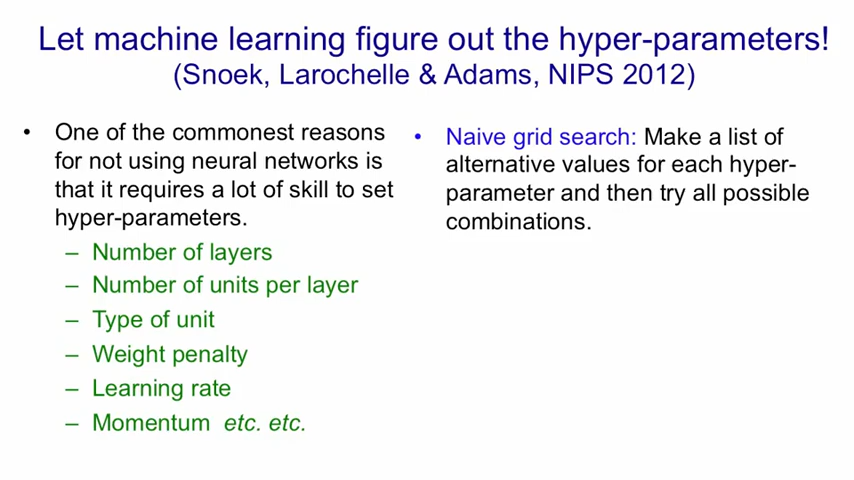 Let machine learning figure out the hyper-parameters!
(Snoek, Larochelle & Adams, NIPS 2012)
• One of the commonest reasons
for not using neural networks is
that it requires a lot of skill to set
hyper-parameters.
– Number of layers
– Number of units per layer
– Type of unit
– Weight penalty
– Learning rate
– Momentum etc. etc.
• Naive grid search: Make a list of
alternative values for each hyper-
parameter and then try all possible
combinations.